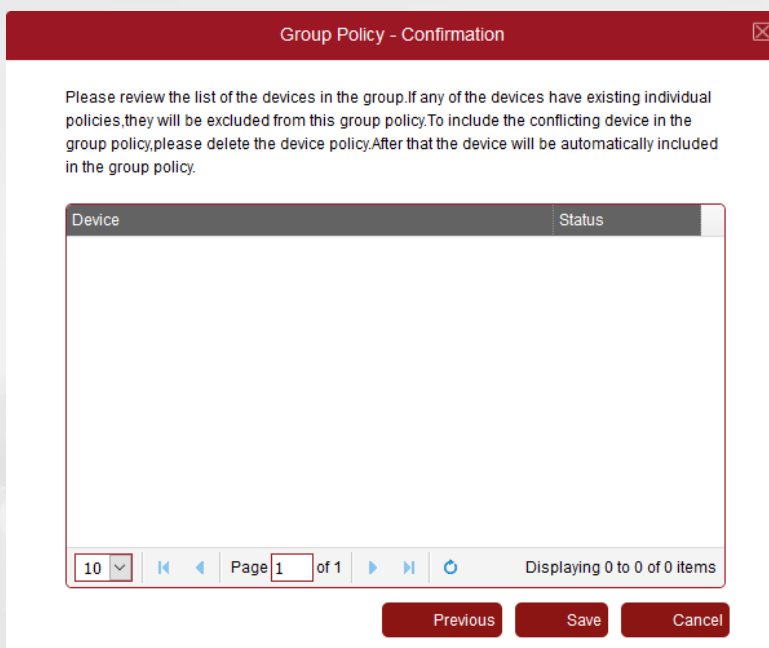 Group Policy - Confirmation
Please review the list of the devices in the group.If any of the devices have existing individual
policies,they will be excluded from this group policy.To include the conflicting device in the
group policy,please delete the device policy.After that the device will be automatically included
in the group policy.
Device Status
10 Page 1 of 1 Displaying 0 to 0 of 0 items
Previous Save Cancel